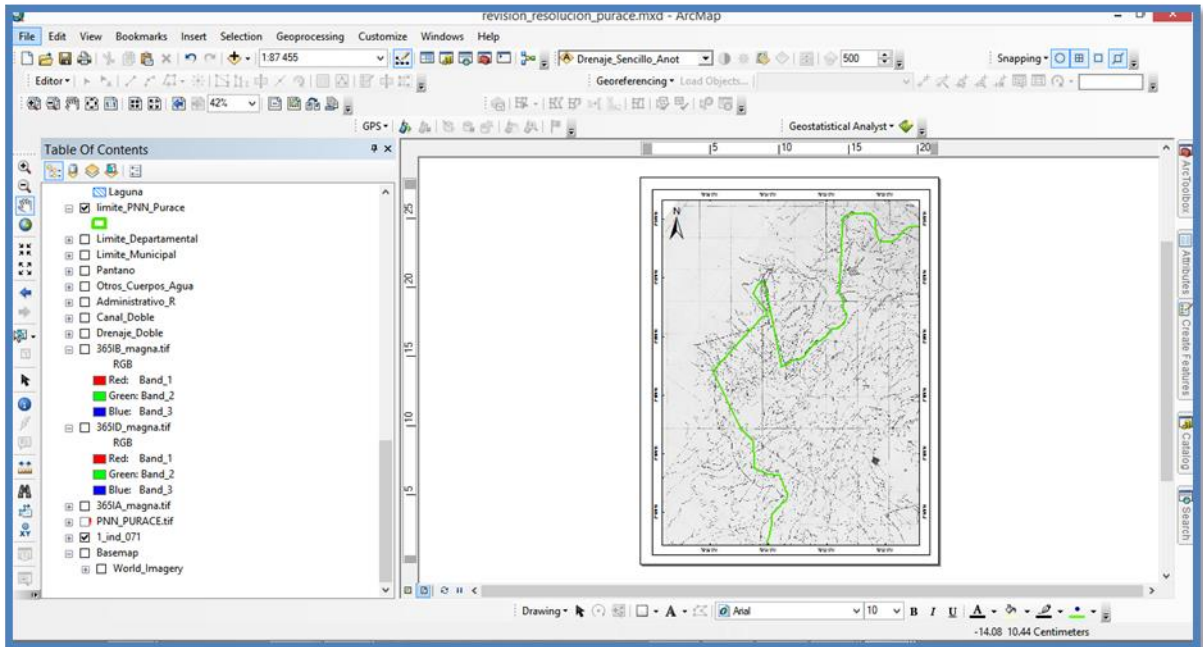 revision_resolucion_purace.mxd - ArcMap
File Edit View Bookmarks Insert Selection Geoprocessing Customize Windows Help
1:87 455 Drenaje_Sencillo_Anot 500 Snapping
Editor Georeferencing Load Objects...
42%
GPS Geostatistical Analyst
Table Of Contents
Laguna
limite_PNN_Purace
Limite_Departamental
Limite_Municipal
Pantano
Otros_Cuerpos_Agua
Administrativo_R
Canal_Doble
Drenaje_Doble
365IB_magna.tif
RGB
Red: Band_1
Green: Band_2
Blue: Band_3
365ID_magna.tif
RGB
Red: Band_1
Green: Band_2
Blue: Band_3
365IA_magna.tif
PNN_PURACE.tif
1_ind_071
Basemap
World_Imagery
5 10 15 20
25
20
15
10
5
N
ArcToolbox
Attributes
Create Features
Catalog
Search
Drawing A Arial 10 B I U A
-14.08 10.44 Centimeters